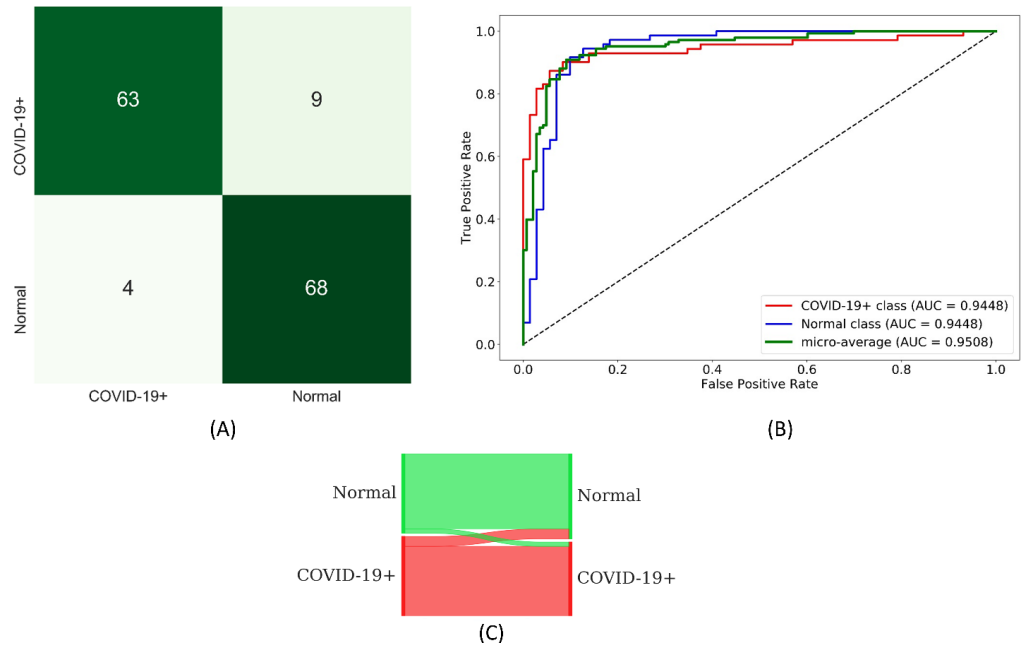 COVID-19+
63
9
Normal
4
68
COVID-19+
Normal
(A)
True Positive Rate
1.0
0.8
0.6
0.4
0.2
0.0
COVID-19+ class (AUC = 0.9448)
Normal class (AUC = 0.9448)
micro-average (AUC = 0.9508)
0.0
0.2
0.4
0.6
0.8
1.0
False Positive Rate
(B)
Normal
Normal
COVID-19+
COVID-19+
(C)